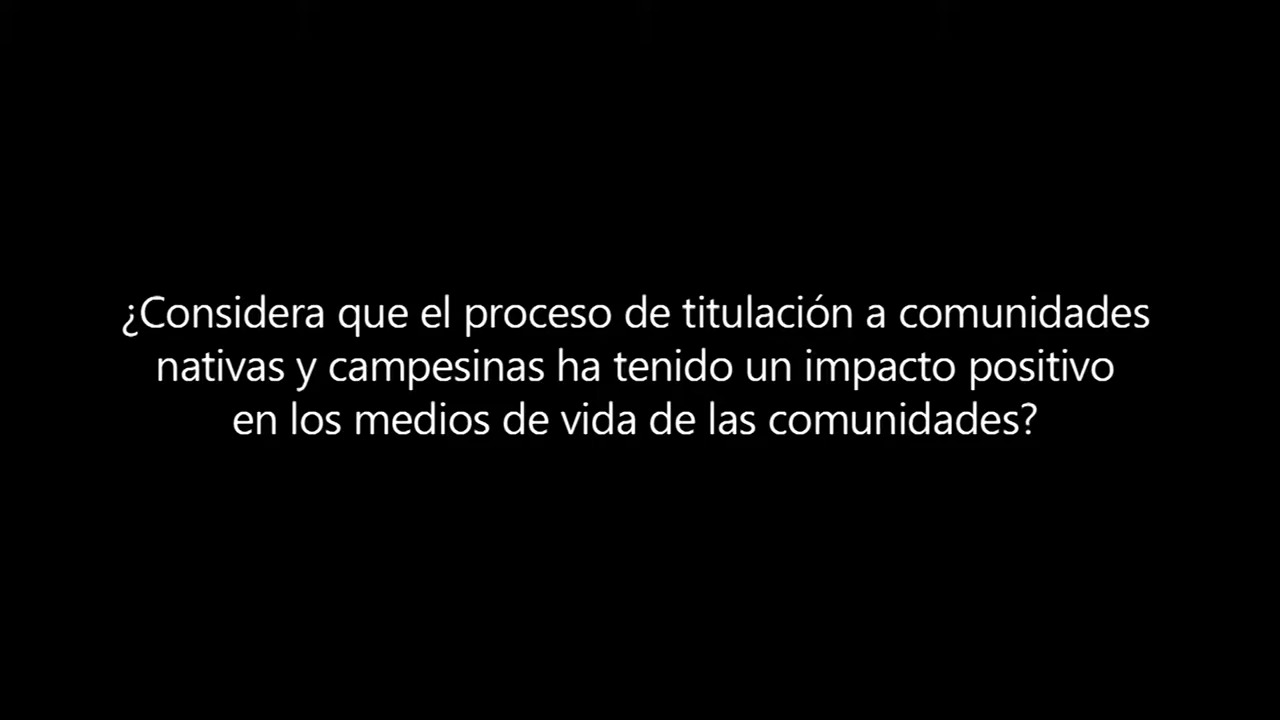 ¿Considera que el proceso de titulación a comunidades
nativas y campesinas ha tenido un impacto positivo
en los medios de vida de las comunidades?